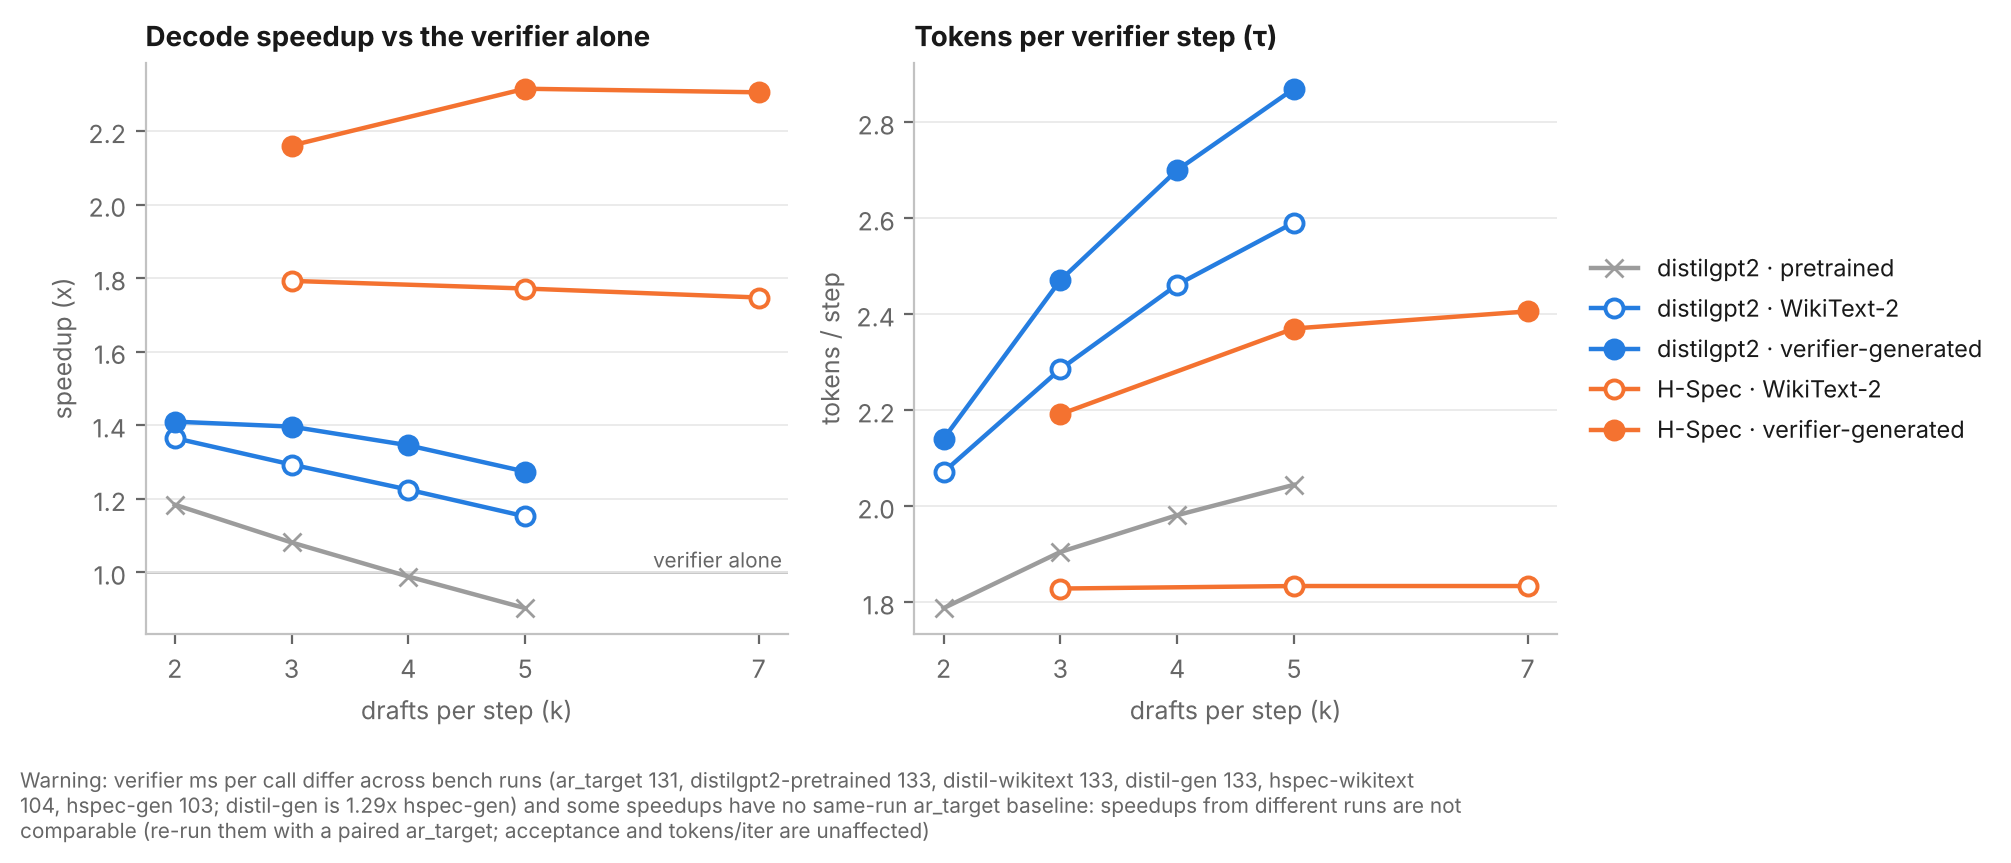 Decode speedup vs the verifier alone
speedup (x)
2.2
2.0
1.8
1.6
1.4
1.2
1.0
verifier alone
2 3 4 5 7
drafts per step (k)
Tokens per verifier step (τ)
tokens / step
2.8
2.6
2.4
2.2
2.0
1.8
2 3 4 5 7
drafts per step (k)
distilgpt2 · pretrained
distilgpt2 · WikiText-2
distilgpt2 · verifier-generated
H-Spec · WikiText-2
H-Spec · verifier-generated
Warning: verifier ms per call differ across bench runs (ar_target 131, distilgpt2-pretrained 133, distil-wikitext 133, distil-gen 133, hspec-wikitext
104, hspec-gen 103; distil-gen is 1.29x hspec-gen) and some speedups have no same-run ar_target baseline: speedups from different runs are not
comparable (re-run them with a paired ar_target; acceptance and tokens/iter are unaffected)